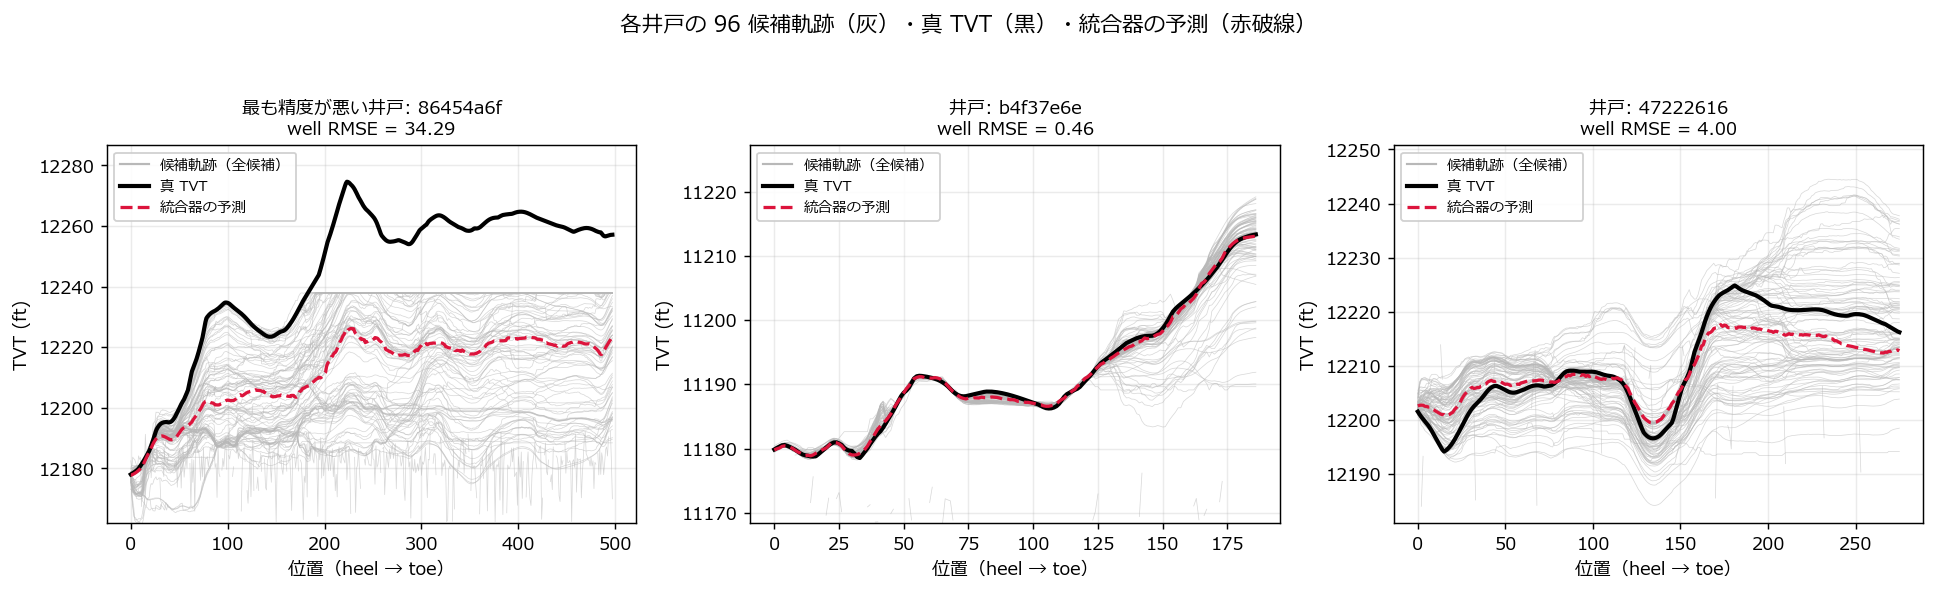 各井戸の 96 候補軌跡（灰）・真 TVT（黒）・統合器の予測（赤破線）
最も精度が悪い井戸: 86454a6f
well RMSE = 34.29
候補軌跡（全候補）
真 TVT
統合器の予測
TVT (ft)
12280
12260
12240
12220
12200
12180
0
100
200
300
400
500
位置（heel → toe）
井戸: b4f37e6e
well RMSE = 0.46
候補軌跡（全候補）
真 TVT
統合器の予測
TVT (ft)
11220
11210
11200
11190
11180
11170
0
25
50
75
100
125
150
175
位置（heel → toe）
井戸: 47222616
well RMSE = 4.00
候補軌跡（全候補）
真 TVT
統合器の予測
TVT (ft)
12250
12240
12230
12220
12210
12200
12190
0
50
100
150
200
250
位置（heel → toe）